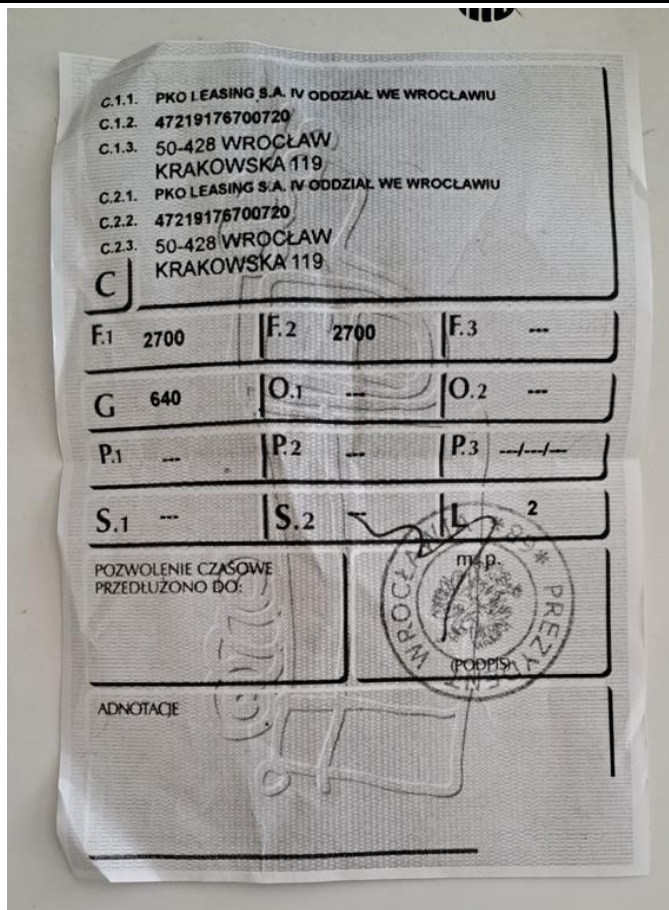 C.1.1. PKO LEASING S.A. IV ODDZIAŁ WE WROCŁAWIU
C.1.2. 47219176700720
C.1.3. 50-428 WROCŁAW
KRAKOWSKA 119
C.2.1. PKO LEASING S.A. IV ODDZIAŁ WE WROCŁAWIU
C.2.2. 47219176700720
C.2.3. 50-428 WROCŁAW
KRAKOWSKA 119
C
F.1 2700 F.2 2700 F.3 ---
G 640 O.1 --- O.2 ---
P.1 --- P.2 --- P.3 ---/---/---
S.1 --- S.2 --- L 2
POZWOLENIE CZASOWE
PRZEDŁUŻONO DO:
m. p.
(PODPIS)
PREZYDENT WROCŁAWIA *89*
ADNOTACJE